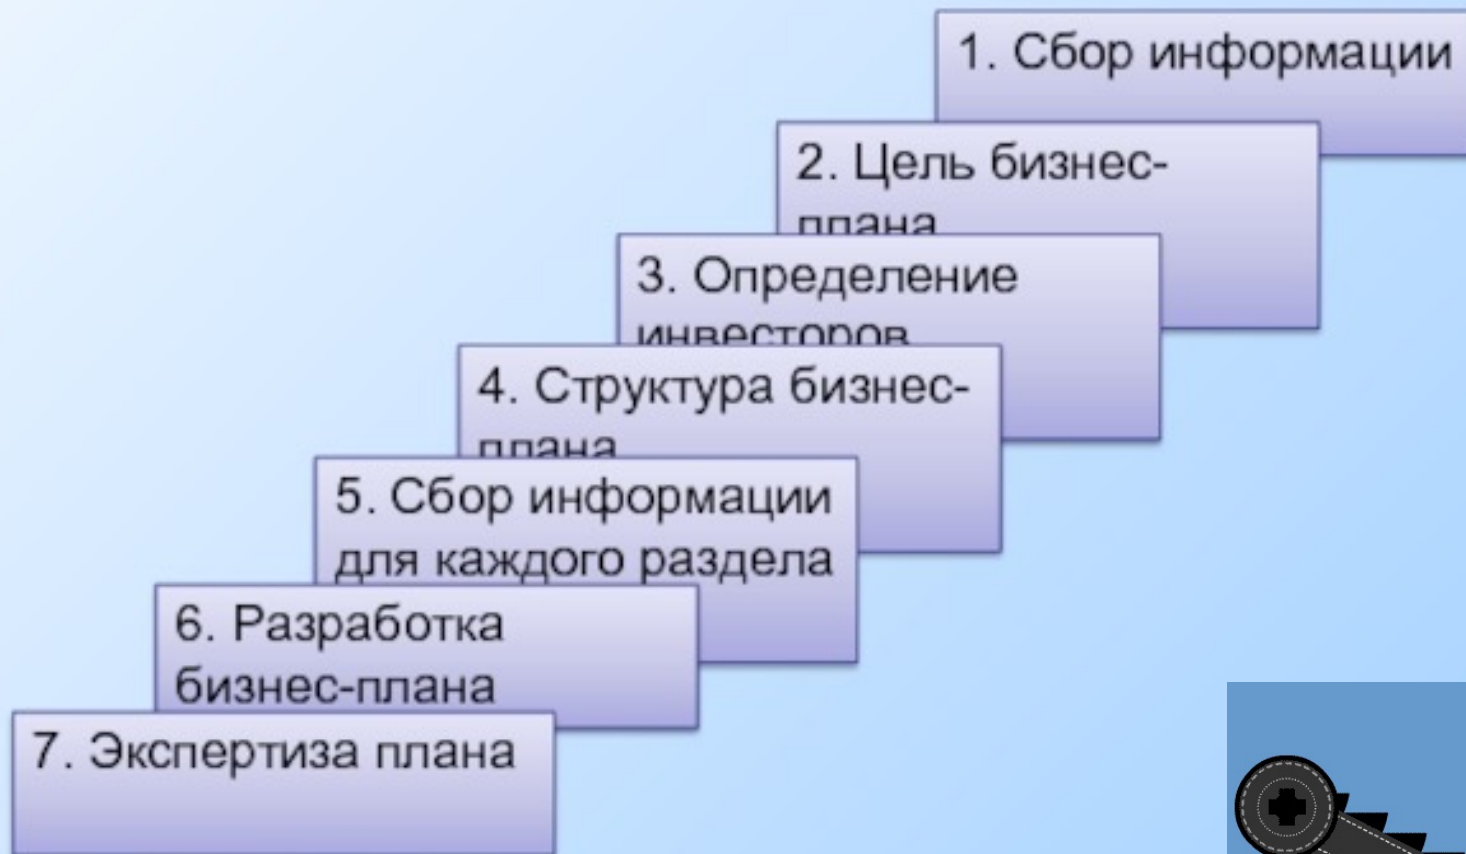 1. Сбор информации
2. Цель бизнес-
плана
3. Определение
инвесторов
4. Структура бизнес-
плана
5. Сбор информации
для каждого раздела
6. Разработка
бизнес-плана
7. Экспертиза плана